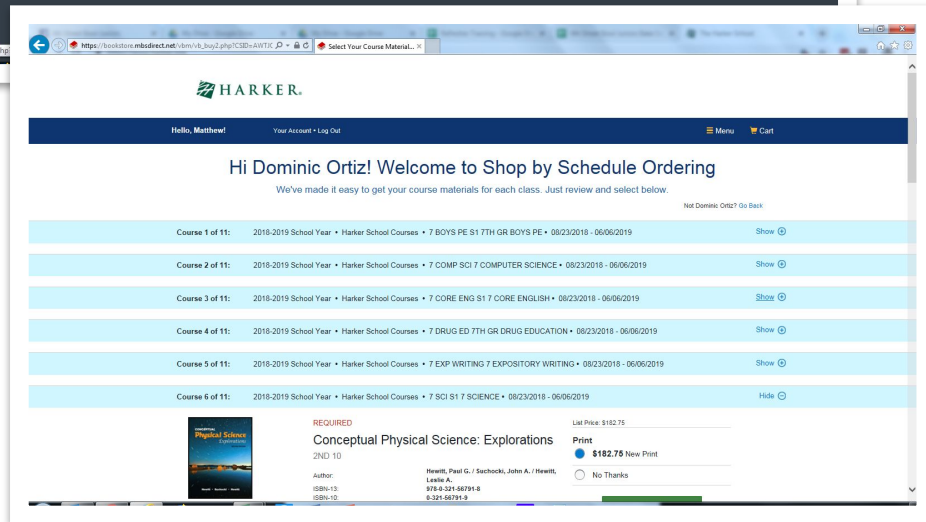 https://bookstore.mbsdirect.net/vbm/vb_buy2.php?CSID=AWTJC
Select Your Course Material...
HARKER®
Hello, Matthew!
Your Account • Log Out
Menu
Cart
Hi Dominic Ortiz! Welcome to Shop by Schedule Ordering
We've made it easy to get your course materials for each class. Just review and select below.
Not Dominic Ortiz? Go Back
Course 1 of 11: 2018-2019 School Year • Harker School Courses • 7 BOYS PE S1 7TH GR BOYS PE • 08/23/2018 - 06/06/2019 Show
Course 2 of 11: 2018-2019 School Year • Harker School Courses • 7 COMP SCI 7 COMPUTER SCIENCE • 08/23/2018 - 06/06/2019 Show
Course 3 of 11: 2018-2019 School Year • Harker School Courses • 7 CORE ENG S1 7 CORE ENGLISH • 08/23/2018 - 06/06/2019 Show
Course 4 of 11: 2018-2019 School Year • Harker School Courses • 7 DRUG ED 7TH GR DRUG EDUCATION • 08/23/2018 - 06/06/2019 Show
Course 5 of 11: 2018-2019 School Year • Harker School Courses • 7 EXP WRITING 7 EXPOSITORY WRITING • 08/23/2018 - 06/06/2019 Show
Course 6 of 11: 2018-2019 School Year • Harker School Courses • 7 SCI S1 7 SCIENCE • 08/23/2018 - 06/06/2019 Hide
CONCEPTUAL
Physical Science
Explorations
Hewitt Suchocki Hewitt
REQUIRED
Conceptual Physical Science: Explorations
2ND 10
Author: Hewitt, Paul G. / Suchocki, John A. / Hewitt, Leslie A.
ISBN-13: 978-0-321-56791-8
ISBN-10: 0-321-56791-9
List Price: $182.75
Print
$182.75 New Print
No Thanks